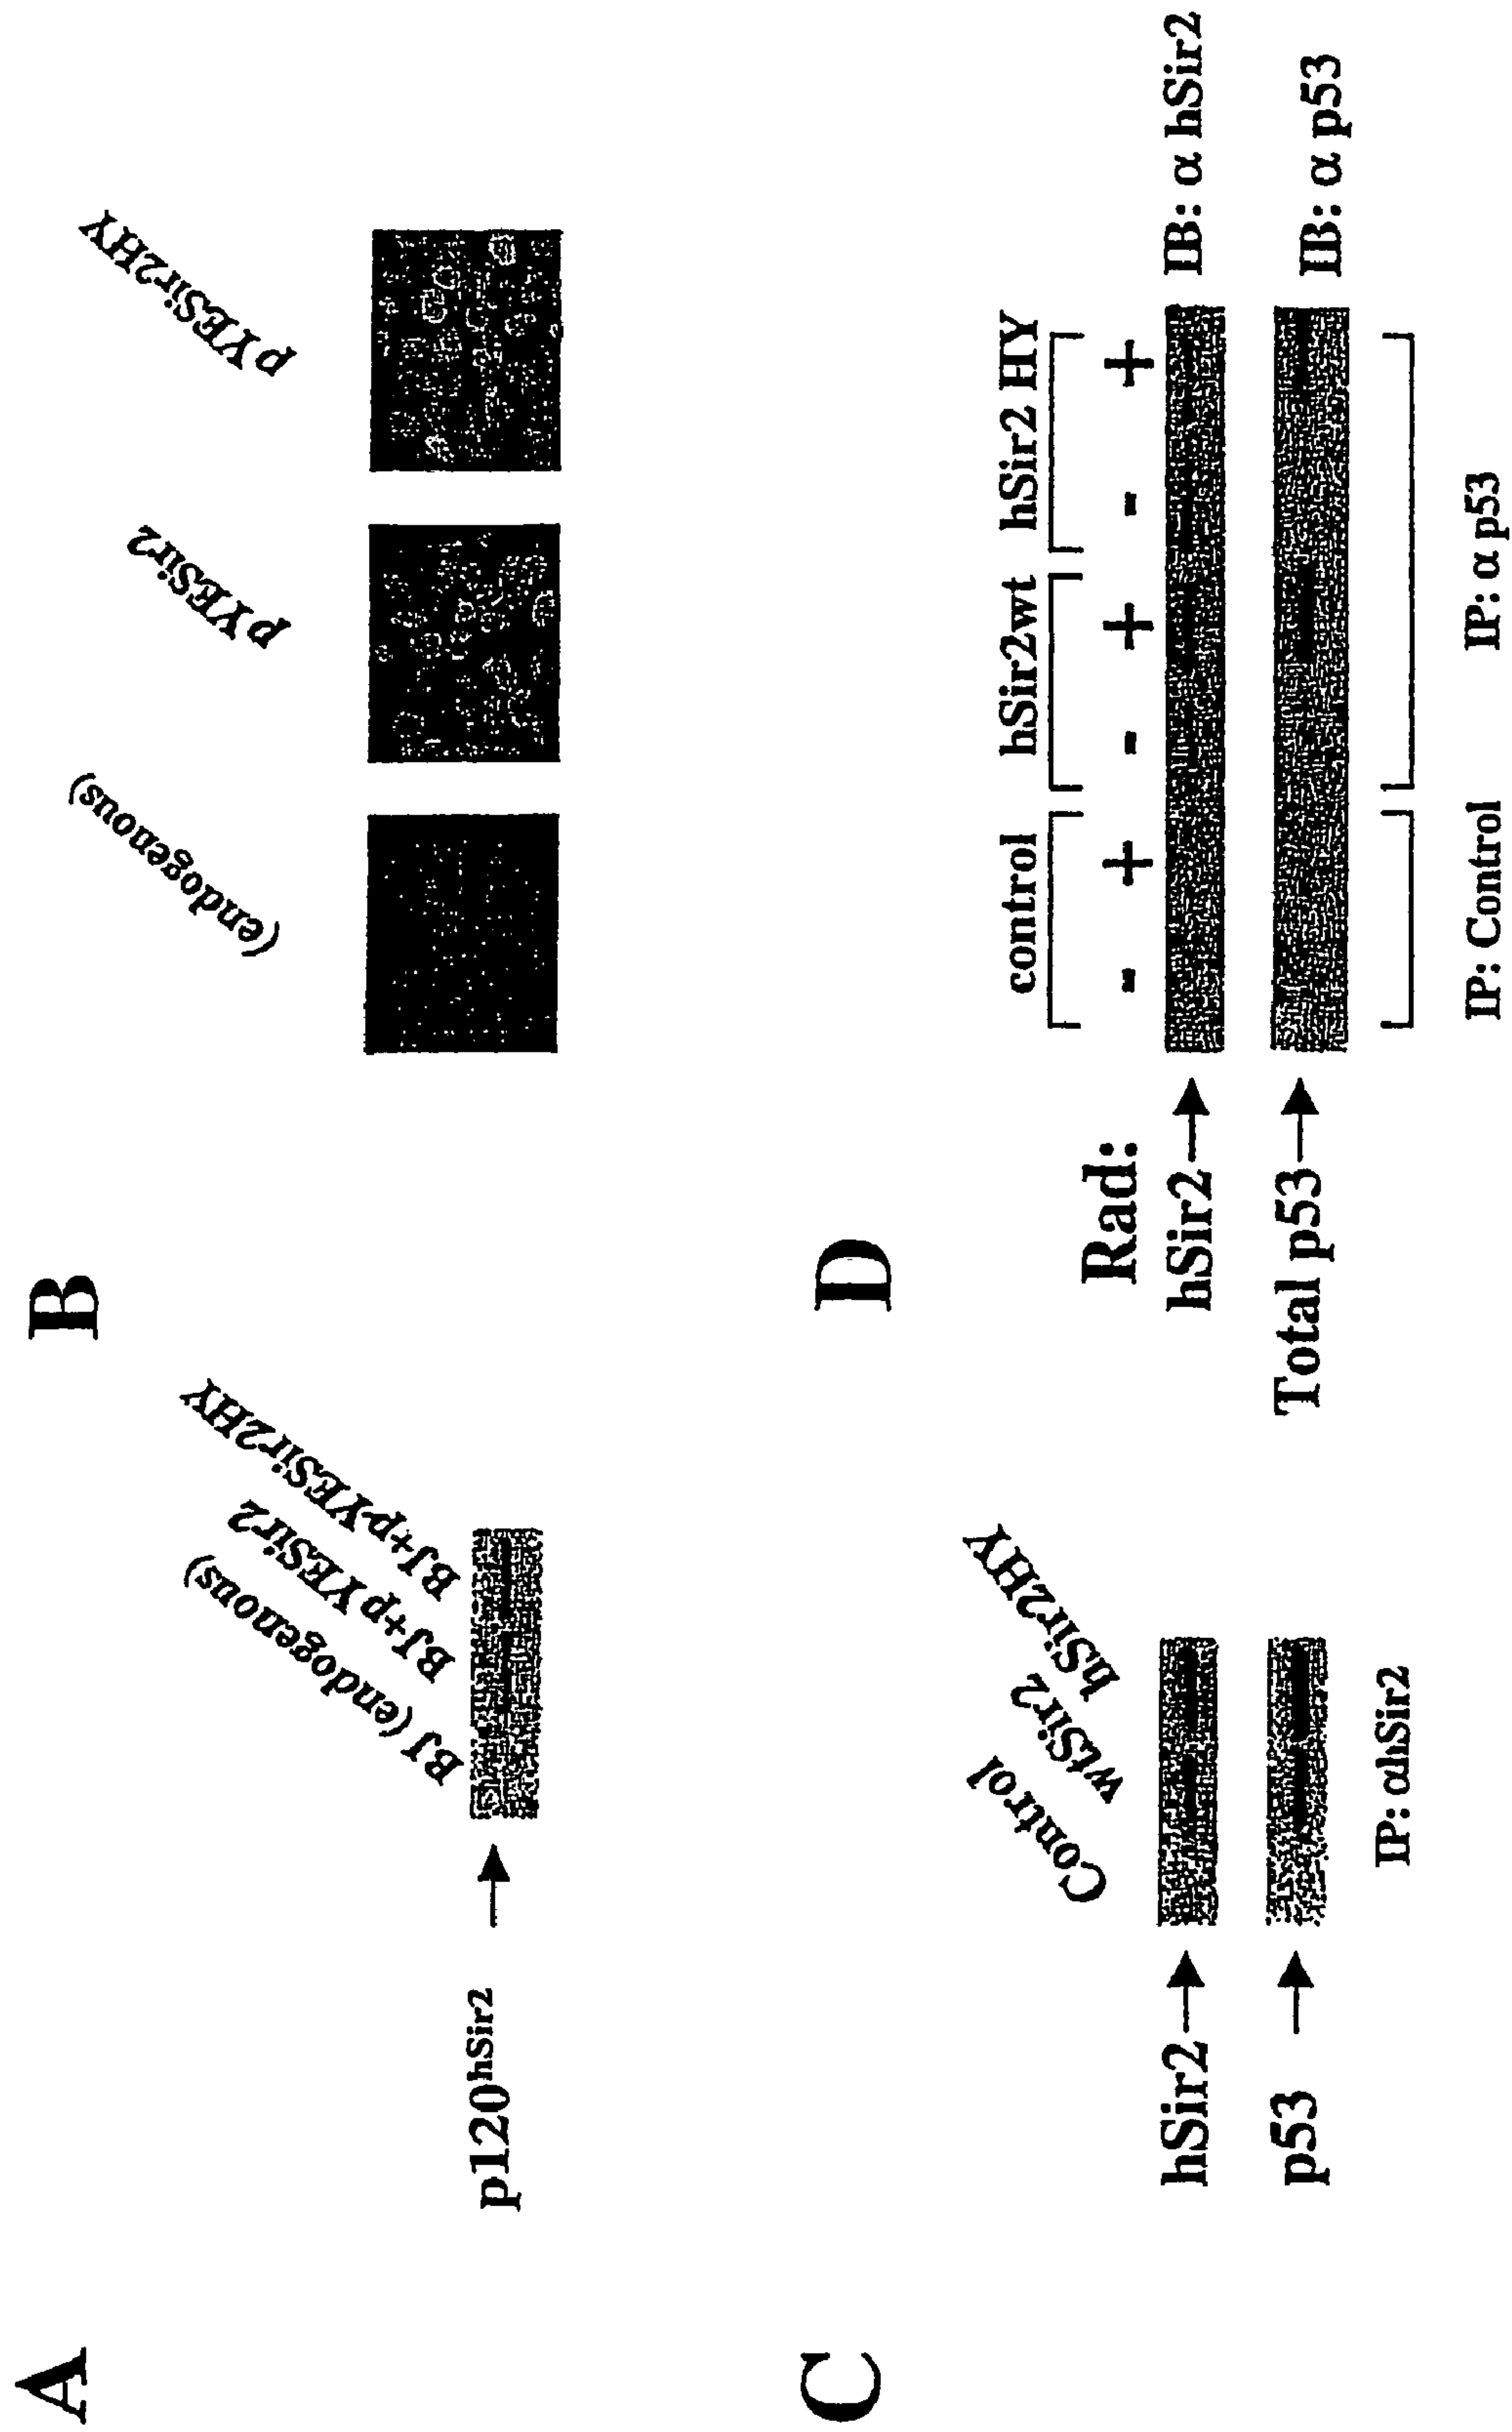 A
BJ (endogenous)
BJ+pYESir2
BJ+pYESir2HY
p120hSir2
B
(endogenous)
pYESir2
pYESir2HY
C
Control
wtSir2
hSir2HY
hSir2
p53
IP: αhSir2
D
control hSir2wt hSir2 HY
Rad: - + - + - +
hSir2 IB: α hSir2
Total p53 IB: α p53
IP: Control IP: α p53